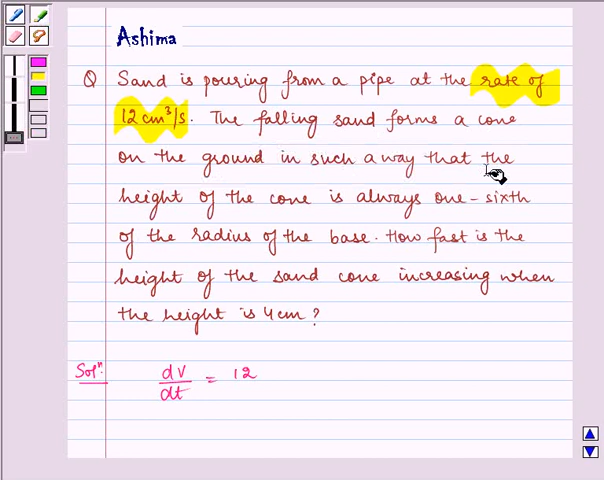 Ashima
Q Sand is pouring from a pipe at the rate of
12 cm³/s. The falling sand forms a cone
on the ground in such a way that the
height of the cone is always one-sixth
of the radius of the base. How fast is the
height of the sand cone increasing when
the height is 4 cm?
Solⁿ. dV/dt = 12